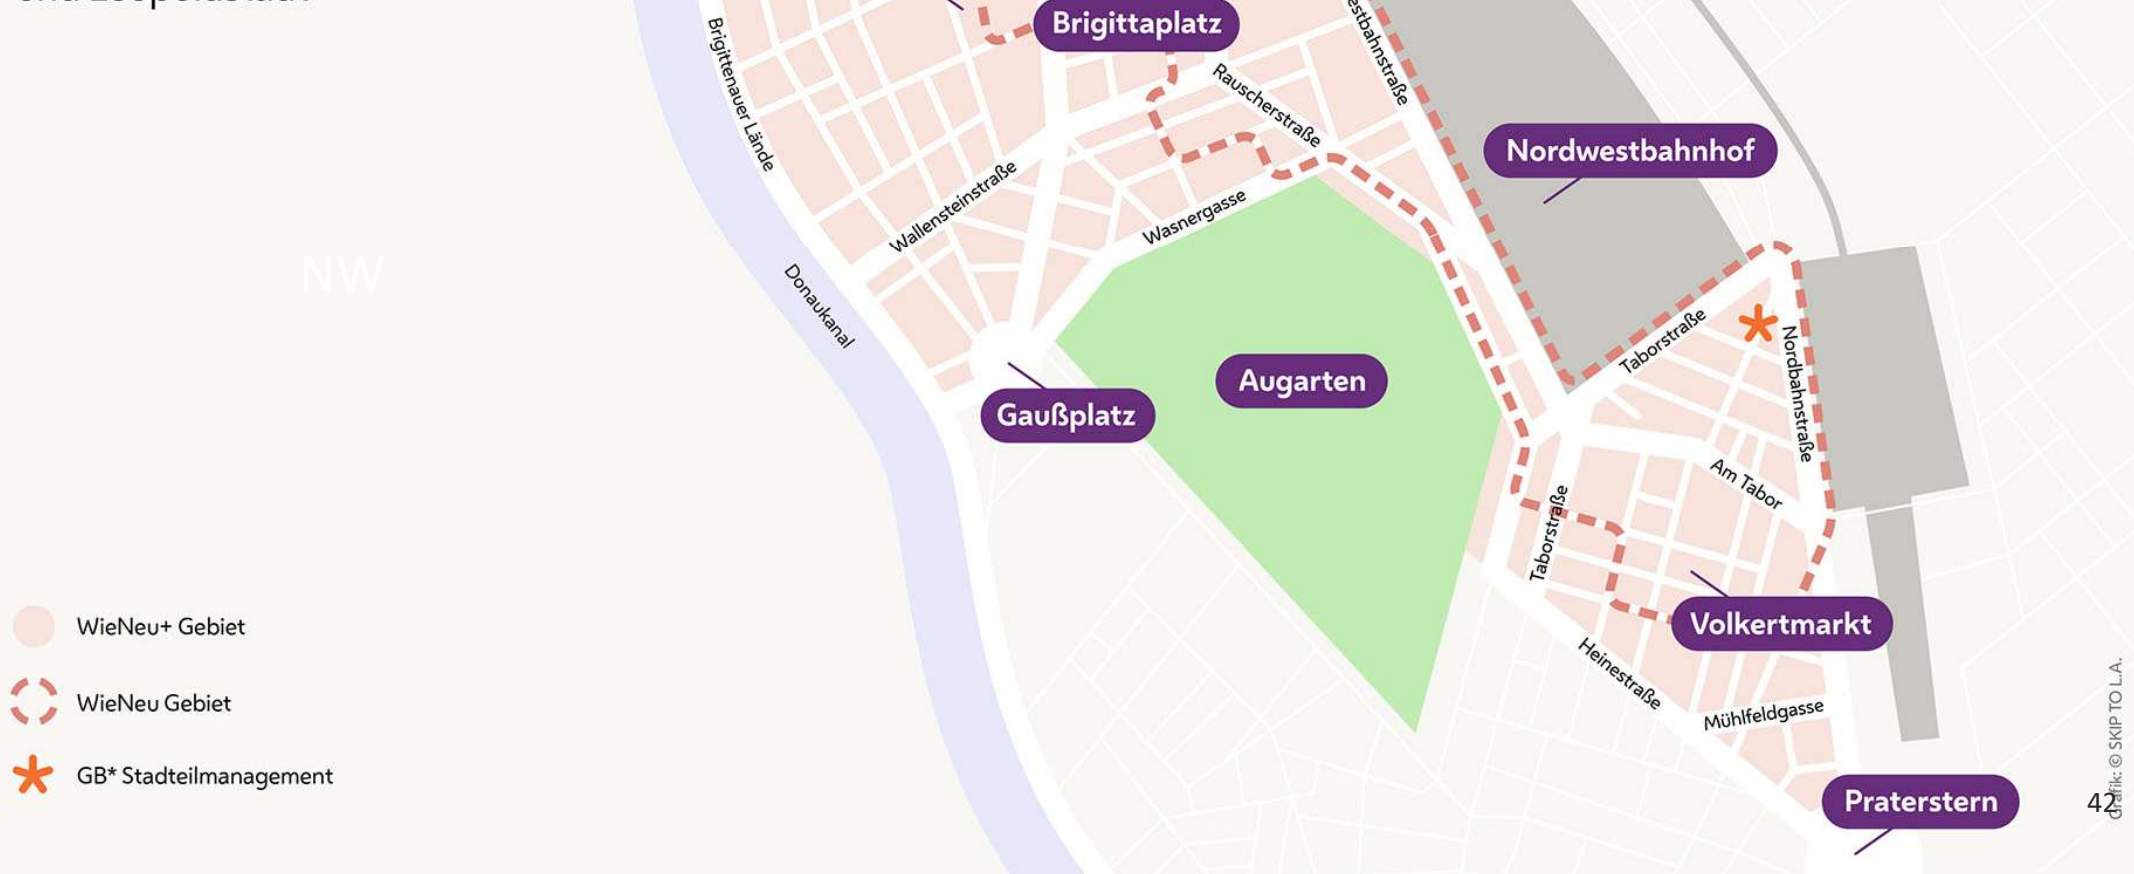 Brigittaplatz
Brigittenauer Lände
Rauscherstraße
Nordwestbahnhof
Wallensteinstraße
Wasnergasse
NW
Donaukanal
Taborstraße
Nordbahnstraße
Augarten
Gaußplatz
Am Tabor
Taborstraße
WieNeu+ Gebiet
Volkertmarkt
Heinestraße
WieNeu Gebiet
Mühlfeldgasse
GB* Stadteilmanagement
Praterstern
42
Grafik: © SKIP TO L.A.